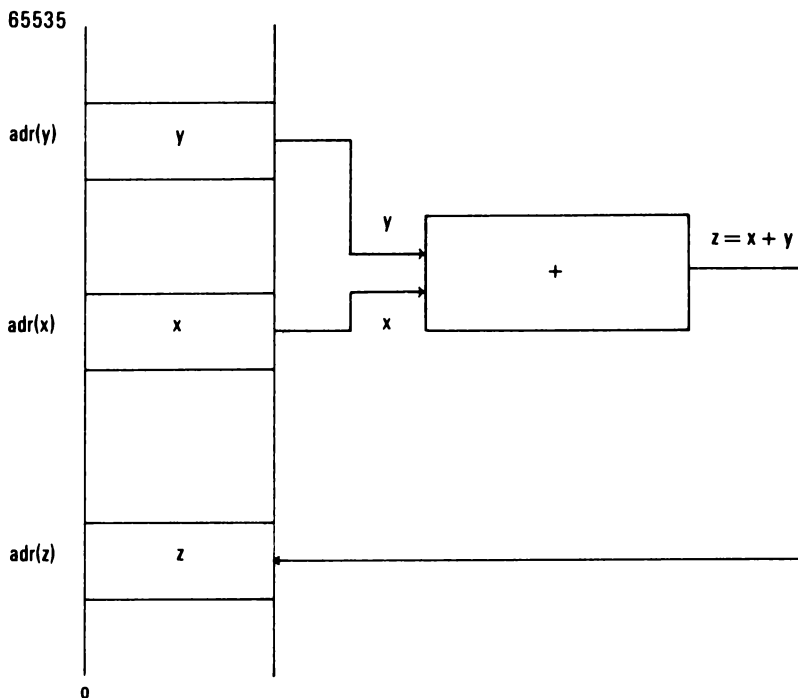 65535
adr(y)
y
y
z = x + y
+
adr(x)
x
x
adr(z)
z
0